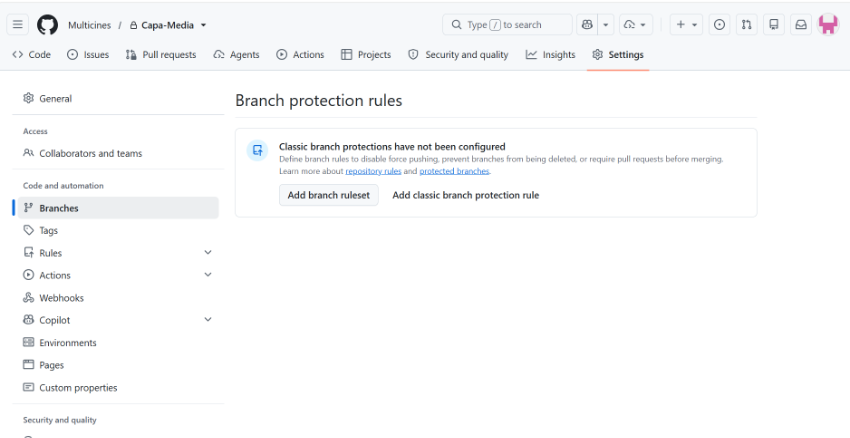 Multicines / Capa-Media
Type / to search
Code
Issues
Pull requests
Agents
Actions
Projects
Security and quality
Insights
Settings
General
Access
Collaborators and teams
Code and automation
Branches
Tags
Rules
Actions
Webhooks
Copilot
Environments
Pages
Custom properties
Security and quality
Branch protection rules
Classic branch protections have not been configured
Define branch rules to disable force pushing, prevent branches from being deleted, or require pull requests before merging.
Learn more about repository rules and protected branches.
Add branch ruleset
Add classic branch protection rule